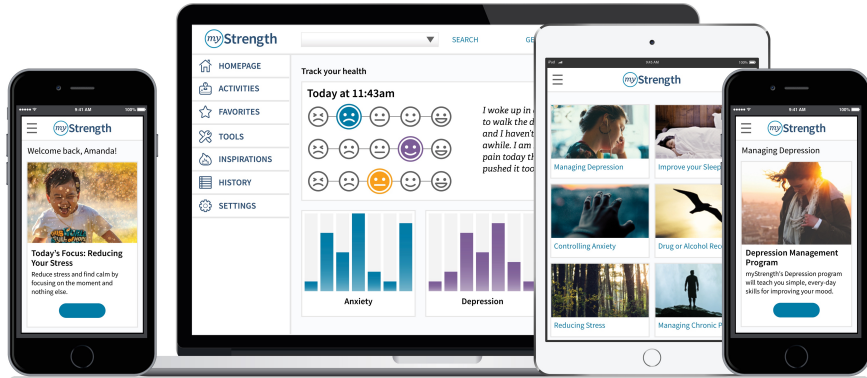 myStrength
SEARCH
HOMEPAGE
ACTIVITIES
FAVORITES
TOOLS
INSPIRATIONS
HISTORY
SETTINGS
Track your health
Today at 11:43am
I woke up in
to walk the d
and I haven't
awhile. I am
pain today th
pushed it too
Anxiety
Depression
9:41 AM
100%
myStrength
Welcome back, Amanda!
Today's Focus: Reducing
Your Stress
Reduce stress and find calm by
focusing on the moment and
nothing else.
iPad
9:41 AM
100%
myStrength
Managing Depression
Improve your Sleep
Controlling Anxiety
Drug or Alcohol Rec
Reducing Stress
Managing Chronic P
9:41 AM
100%
myStrength
Managing Depression
Depression Management
Program
myStrength's Depression program
will teach you simple, every-day
skills for improving your mood.